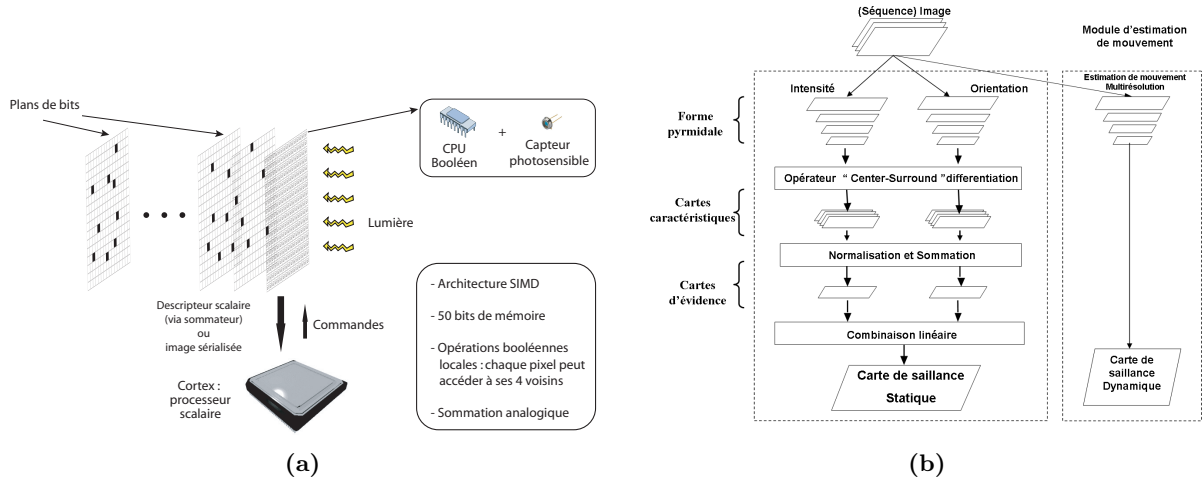 Plans de bits
CPU
Booléen
+
Capteur
photosensible
Lumière
Descripteur scalaire
(via sommateur)
ou
image sérialisée
Commandes
Cortex :
processeur
scalaire
- Architecture SIMD
- 50 bits de mémoire
- Opérations booléennes
locales : chaque pixel peut
accéder à ses 4 voisins
- Sommation analogique
(a)
(Séquence) Image
Module d'estimation
de mouvement
Intensité
Orientation
Estimation de mouvement
Multirésolution
Forme
pyrmidale
Opérateur “ Center-Surround ”differentiation
Cartes
caractéristiques
Normalisation et Sommation
Cartes
d'évidence
Combinaison linéaire
Carte de saillance
Statique
Carte de
saillance
Dynamique
(b)